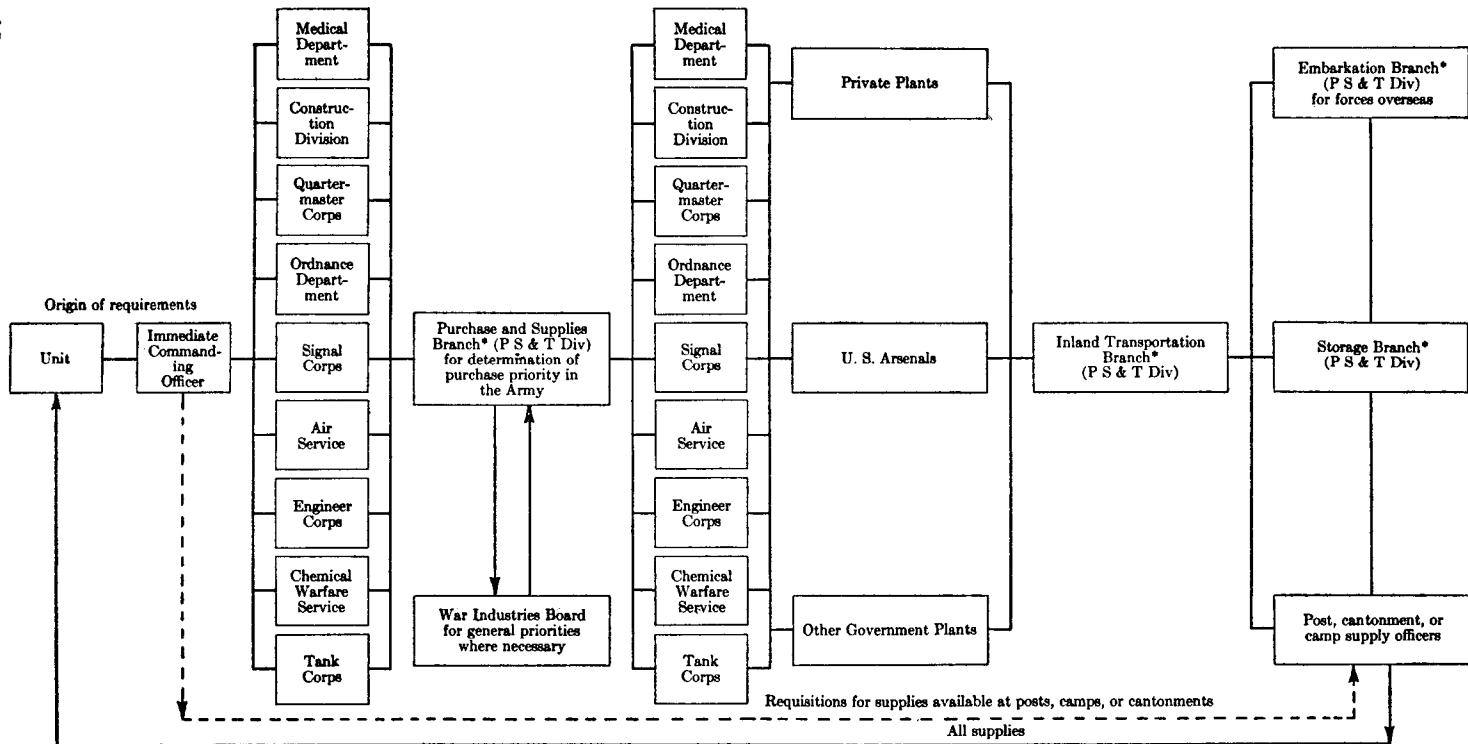 Origin of requirements
Unit
Immediate
Command-
ing
Officer
Medical
Depart-
ment
Construc-
tion
Division
Quarter-
master
Corps
Ordnance
Depart-
ment
Signal
Corps
Air
Service
Engineer
Corps
Chemical
Warfare
Service
Tank
Corps
Purchase and Supplies
Branch* (P S & T Div)
for determination of
purchase priority in
the Army
War Industries Board
for general priorities
where necessary
Medical
Depart-
ment
Construc-
tion
Division
Quarter-
master
Corps
Ordnance
Depart-
ment
Signal
Corps
Air
Service
Engineer
Corps
Chemical
Warfare
Service
Tank
Corps
Private Plants
U. S. Arsenals
Other Government Plants
Inland Transportation
Branch*
(P S & T Div)
Embarkation Branch*
(P S & T Div)
for forces overseas
Storage Branch*
(P S & T Div)
Post, cantonment, or
camp supply officers
Requisitions for supplies available at posts, camps, or cantonments
All supplies